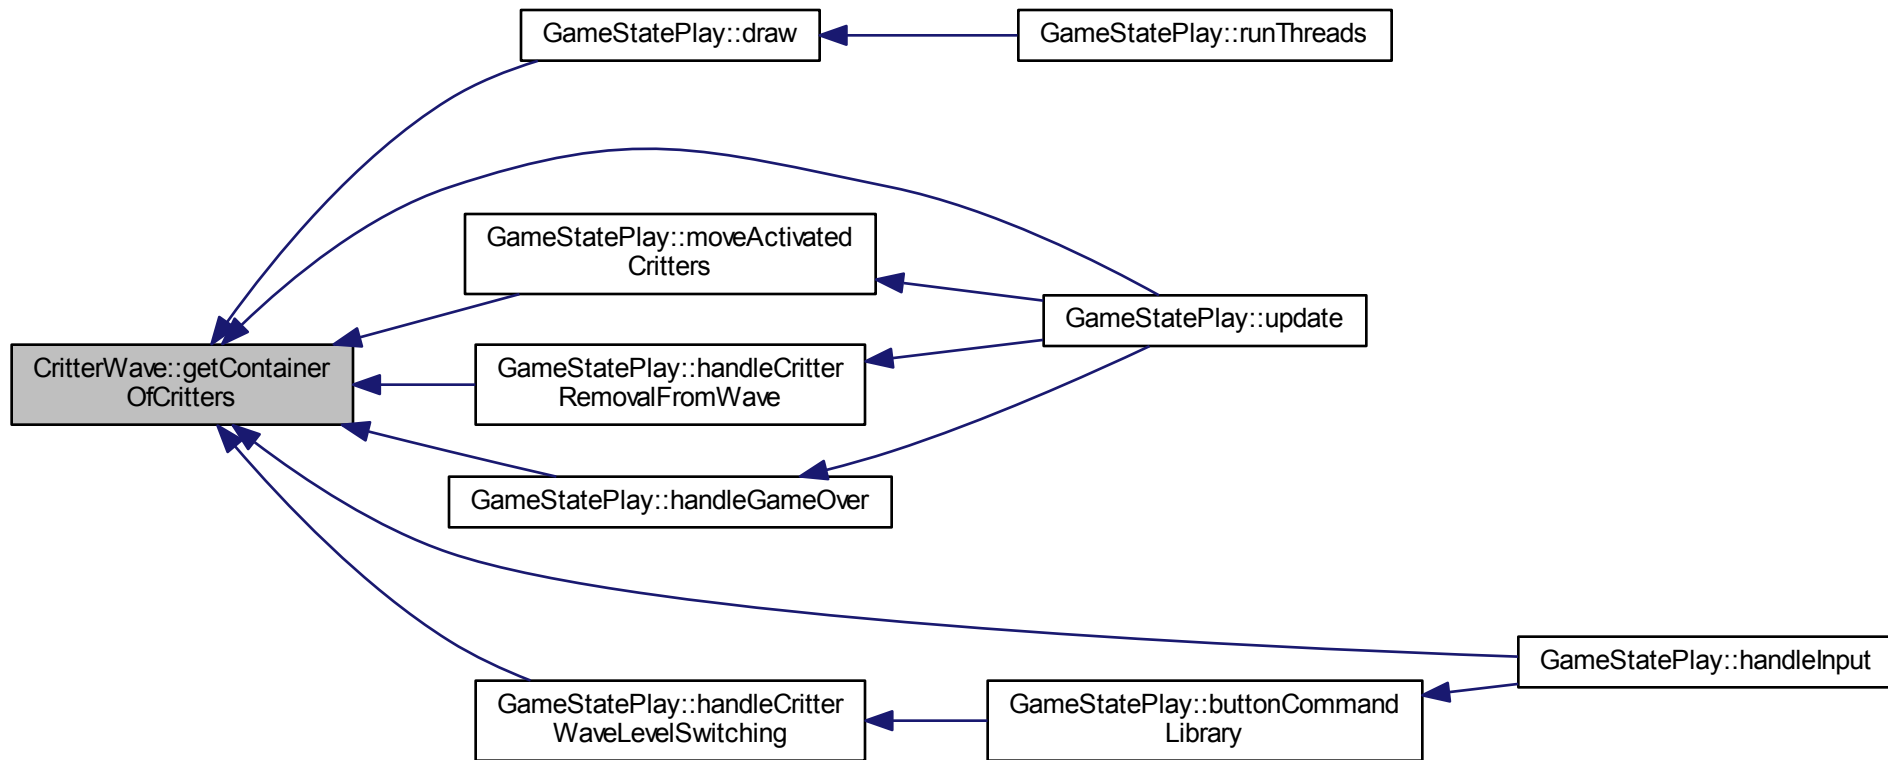 GameStatePlay::draw
GameStatePlay::runThreads
GameStatePlay::moveActivated
Critters
GameStatePlay::update
CritterWave::getContainer
OfCritters
GameStatePlay::handleCritter
RemovalFromWave
GameStatePlay::handleGameOver
GameStatePlay::handleInput
GameStatePlay::handleCritter
WaveLevelSwitching
GameStatePlay::buttonCommand
Library